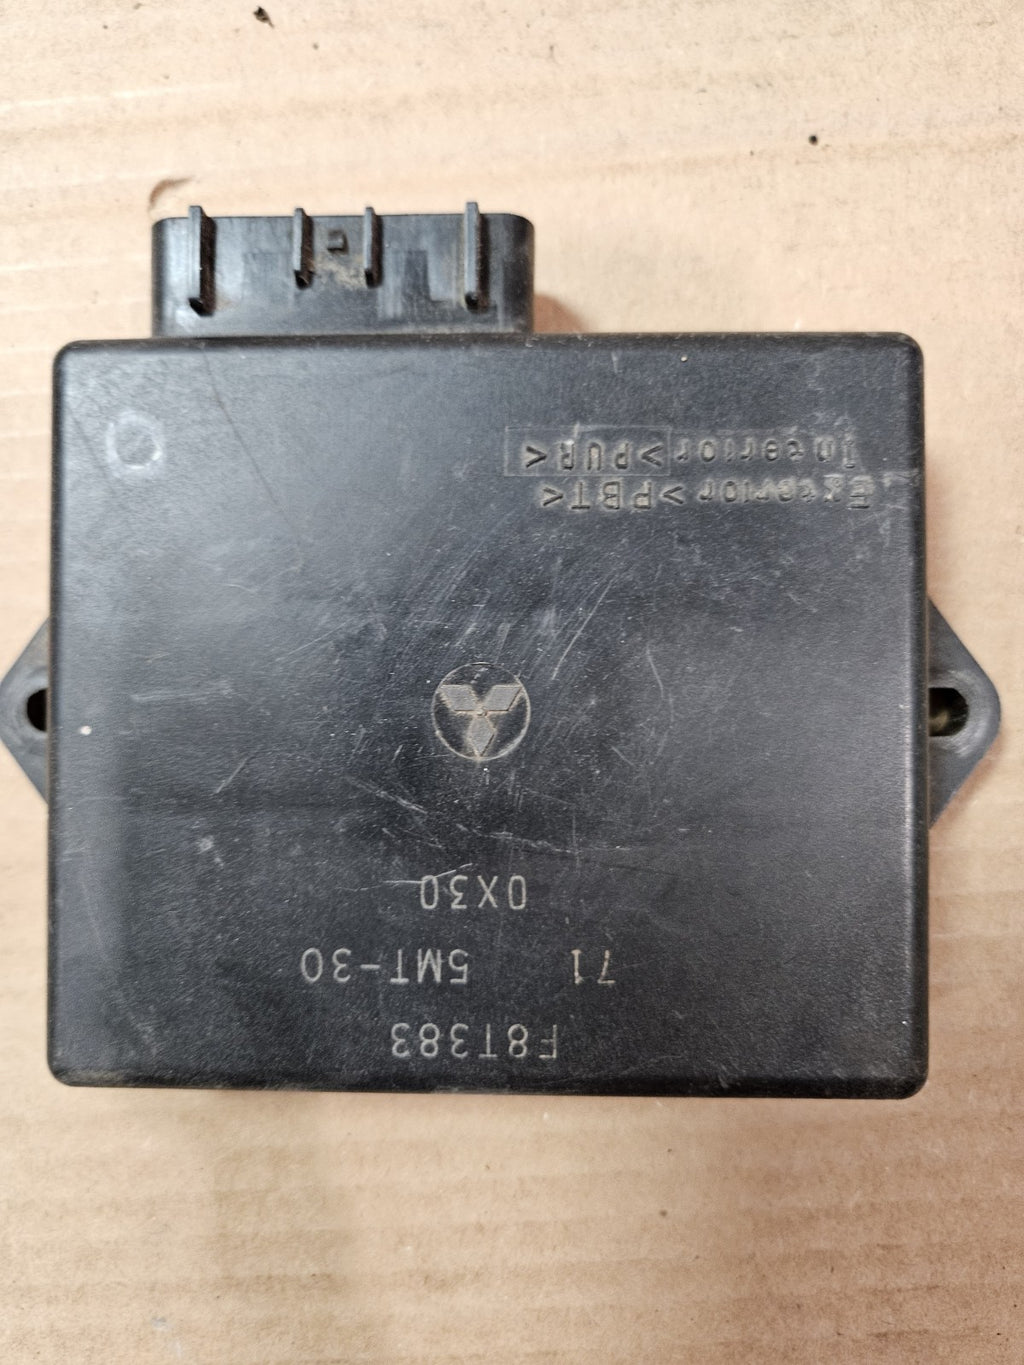 F8T383
71 5MT-30
0X30
Exterior >PBT<
Interior >PUR<